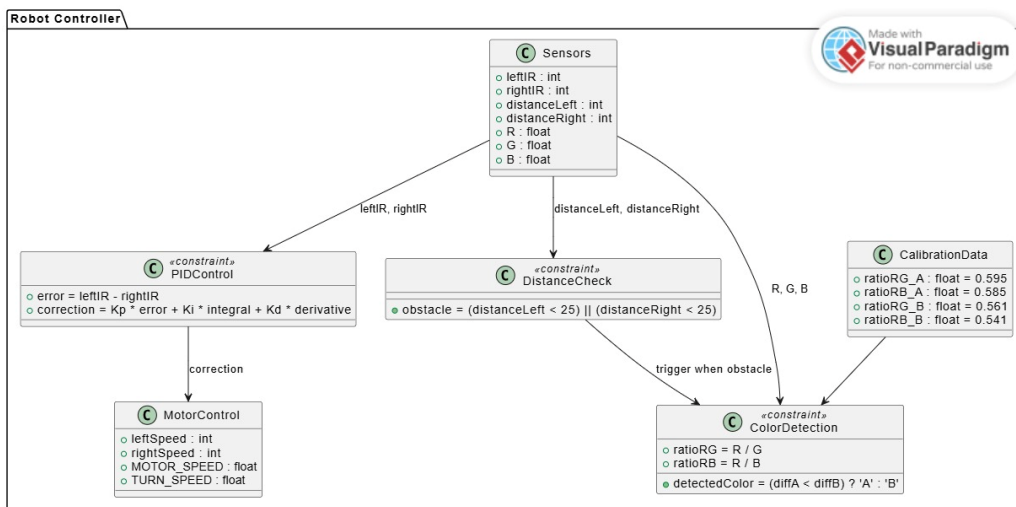 Robot Controller
Made with
VisualParadigm
For non-commercial use
C Sensors
leftIR : int
rightIR : int
distanceLeft : int
distanceRight : int
R : float
G : float
B : float
leftIR, rightIR
distanceLeft, distanceRight
R, G, B
«constraint»
C PIDControl
error = leftIR - rightIR
correction = Kp * error + Ki * integral + Kd * derivative
«constraint»
C DistanceCheck
obstacle = (distanceLeft < 25) || (distanceRight < 25)
C CalibrationData
ratioRG_A : float = 0.595
ratioRB_A : float = 0.585
ratioRG_B : float = 0.561
ratioRB_B : float = 0.541
correction
trigger when obstacle
C MotorControl
leftSpeed : int
rightSpeed : int
MOTOR_SPEED : float
TURN_SPEED : float
«constraint»
C ColorDetection
ratioRG = R / G
ratioRB = R / B
detectedColor = (diffA < diffB) ? 'A' : 'B'